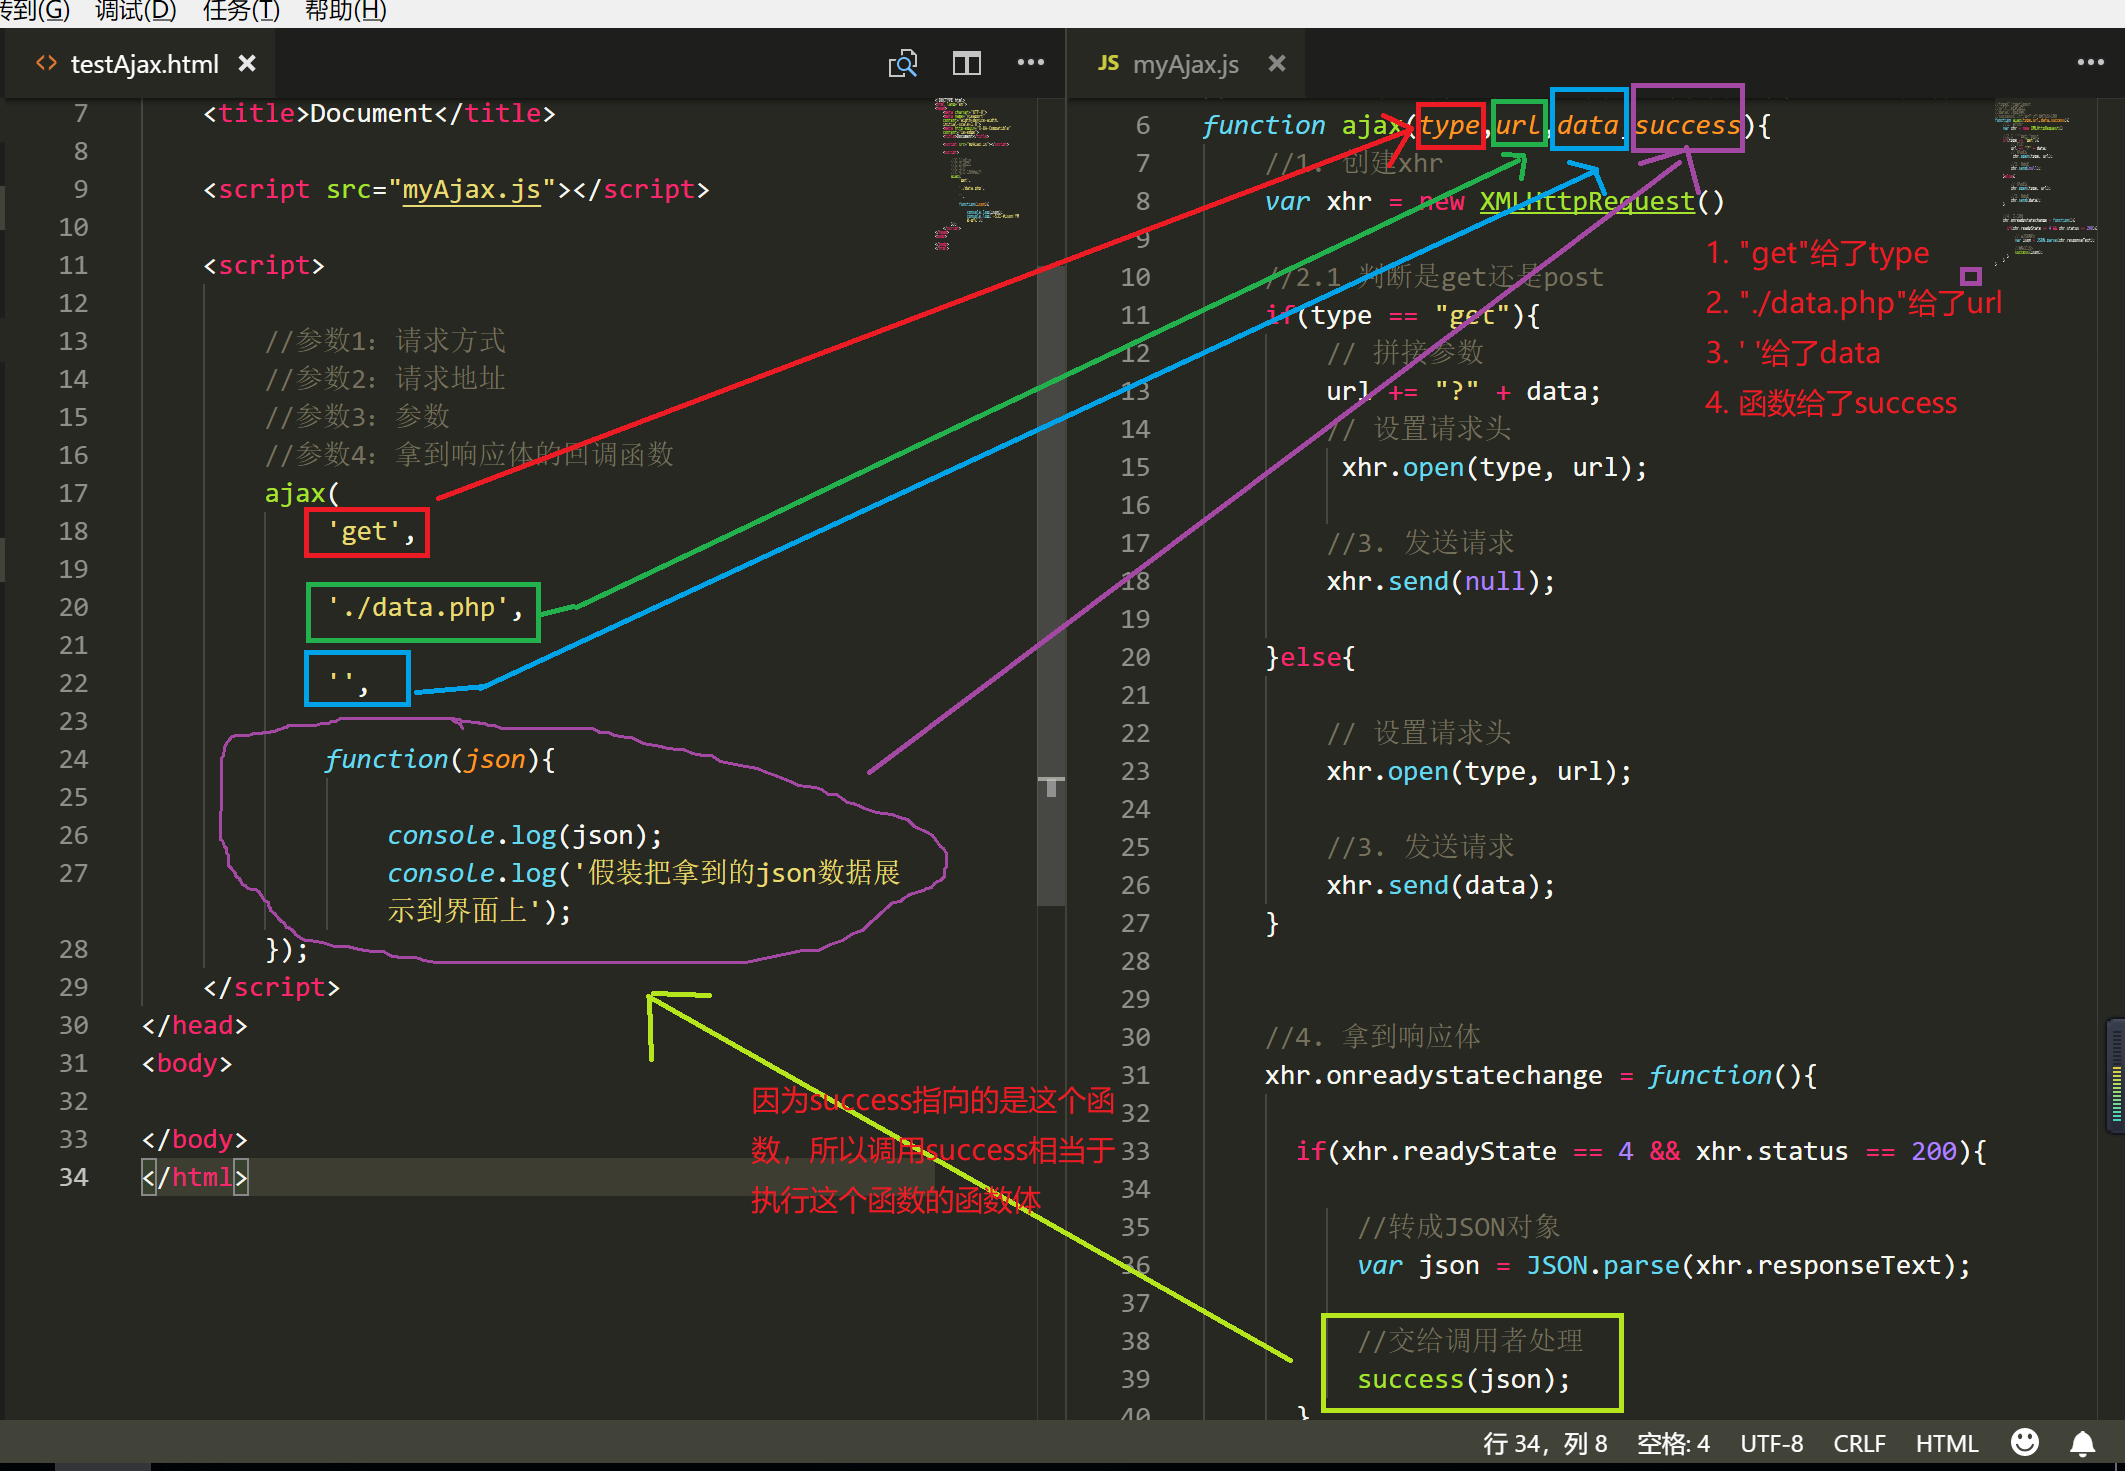 转到(G) 调试(D) 任务(T) 帮助(H)
testAjax.html
7 <title>Document</title>
8
9 <script src="myAjax.js"></script>
10
11 <script>
12
13 //参数1: 请求方式
14 //参数2: 请求地址
15 //参数3: 参数
16 //参数4: 拿到响应体的回调函数
17 ajax(
18 'get',
19
20 './data.php',
21
22 '',
23
24 function(json){
25
26 console.log(json);
27 console.log('假装把拿到的json数据展
示到界面上');
28 });
29 </script>
30 </head>
31 <body>
32
33 </body>
34 </html>
因为success指向的是这个函
数，所以调用success相当于
执行这个函数的函数体
JS myAjax.js
6 function ajax(type,url,data,success){
7 //1. 创建xhr
8 var xhr = new XMLHttpRequest()
9
10 //2.1 判断是get还是post
11 if(type == "get"){
12 // 拼接参数
13 url += "?" + data;
14 // 设置请求头
15 xhr.open(type, url);
16
17 //3. 发送请求
18 xhr.send(null);
19
20 }else{
21
22 // 设置请求头
23 xhr.open(type, url);
24
25 //3. 发送请求
26 xhr.send(data);
27 }
28
29
30 //4. 拿到响应体
31 xhr.onreadystatechange = function(){
32
33 if(xhr.readyState == 4 && xhr.status == 200){
34
35 //转成JSON对象
36 var json = JSON.parse(xhr.responseText);
37
38 //交给调用者处理
39 success(json);
40 }
1. "get"给了type
2. "./data.php"给了url
3. ' '给了data
4. 函数给了success
行 34，列 8 空格: 4 UTF-8 CRLF HTML